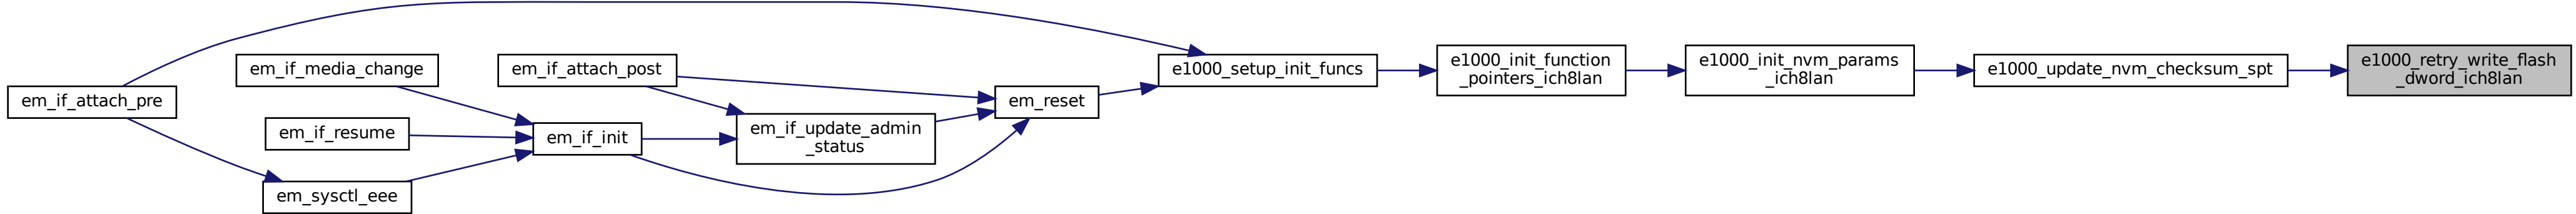 em_if_attach_pre
em_if_media_change
em_if_resume
em_sysctl_eee
em_if_attach_post
em_if_init
em_if_update_admin
_status
em_reset
e1000_setup_init_funcs
e1000_init_function
_pointers_ich8lan
e1000_init_nvm_params
_ich8lan
e1000_update_nvm_checksum_spt
e1000_retry_write_flash
_dword_ich8lan